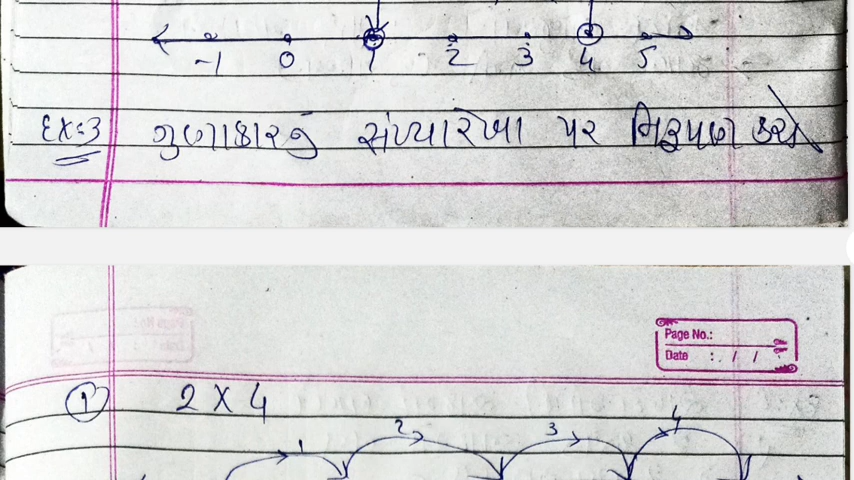 -1 0 1 2 3 4 5
Ex:3 ગુણાકારનું સંખ્યારેખા પર નિરૂપણ કરો
Page No.:
Date : / /
1 2 X 4
1 2 3 4